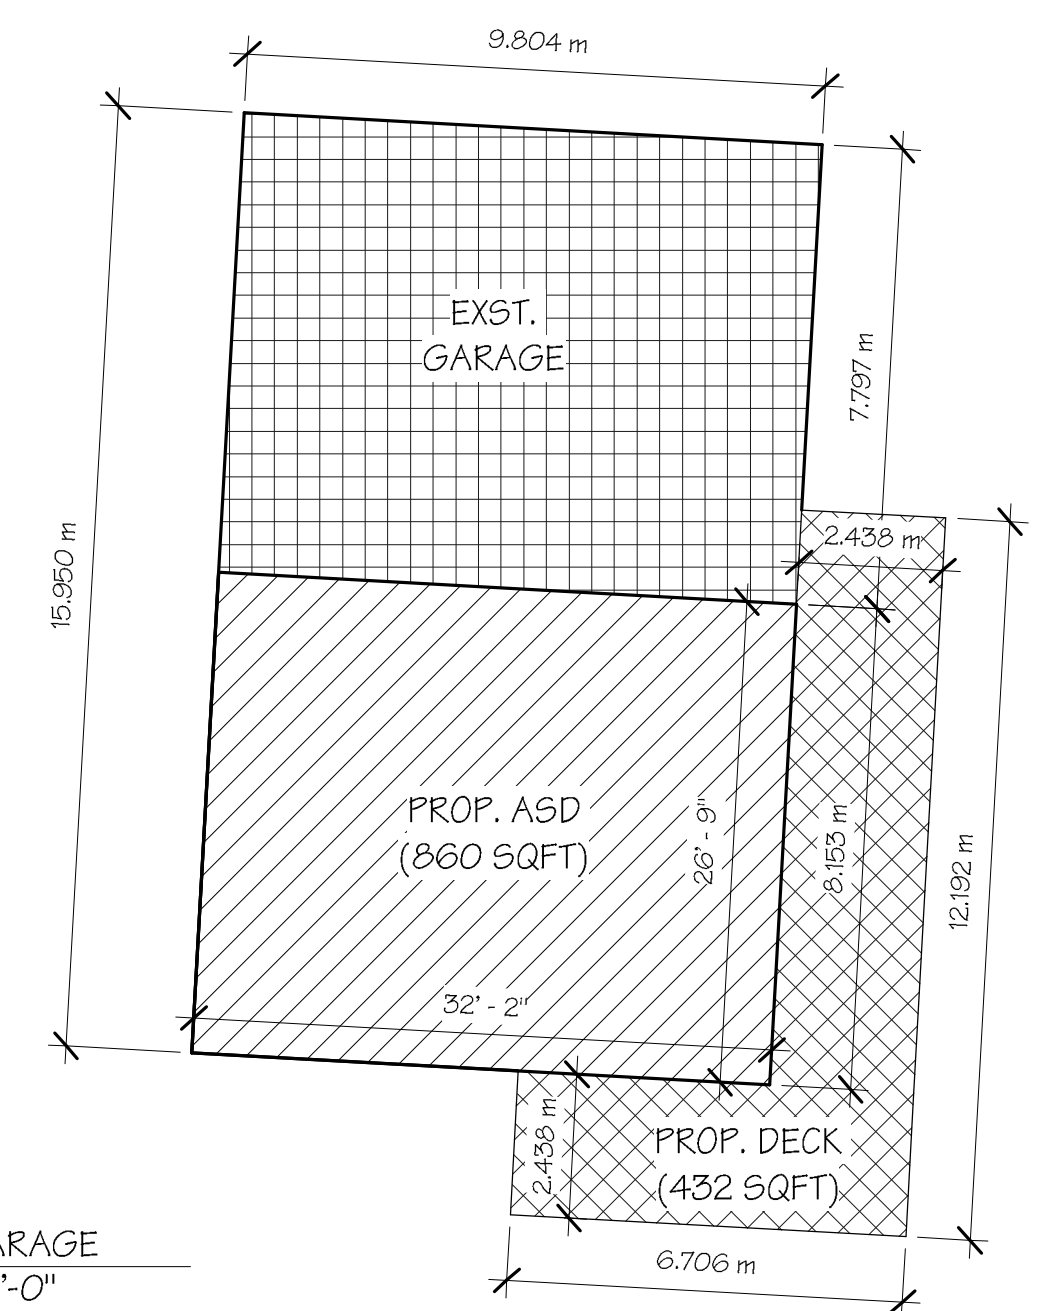 9.804 m
EXST.
GARAGE
7.797 m
15.950 m
2.438 m
PROP. ASD
(860 SQFT)
26' - 9"
8.153 m
12.192 m
32' - 2"
2.438 m
PROP. DECK
(432 SQFT)
ARAGE
'-0"
6.706 m